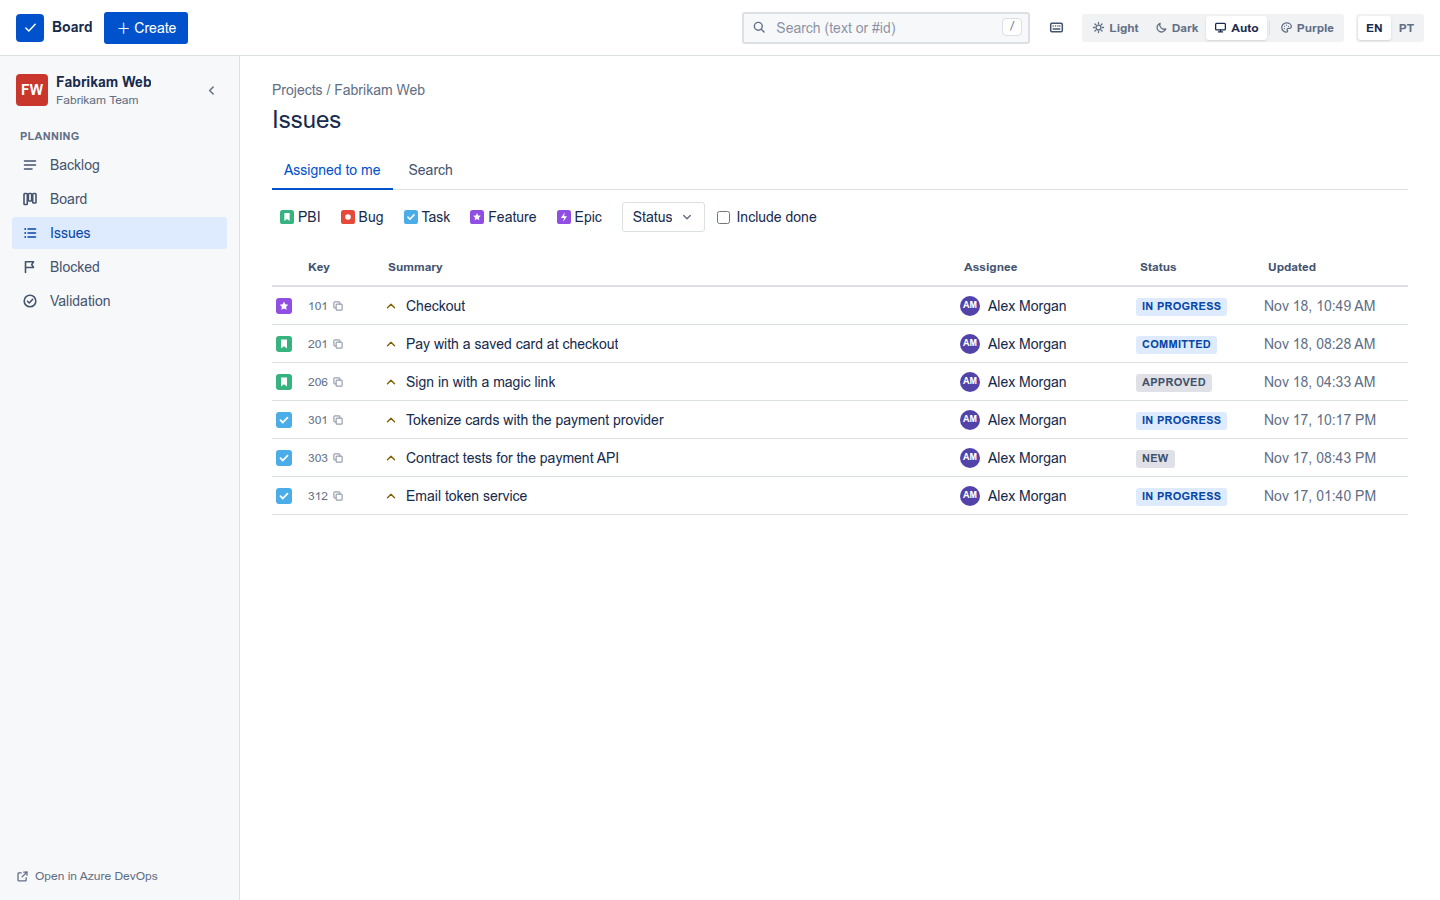 Board
Create
Search (text or #id)
/
Light
Dark
Auto
Purple
EN
PT
FW
Fabrikam Web
Fabrikam Team
PLANNING
Backlog
Board
Issues
Blocked
Validation
Open in Azure DevOps
Projects / Fabrikam Web
Issues
Assigned to me
Search
PBI
Bug
Task
Feature
Epic
Status
Include done
Key Summary Assignee Status Updated
101 Checkout AM Alex Morgan IN PROGRESS Nov 18, 10:49 AM
201 Pay with a saved card at checkout AM Alex Morgan COMMITTED Nov 18, 08:28 AM
206 Sign in with a magic link AM Alex Morgan APPROVED Nov 18, 04:33 AM
301 Tokenize cards with the payment provider AM Alex Morgan IN PROGRESS Nov 17, 10:17 PM
303 Contract tests for the payment API AM Alex Morgan NEW Nov 17, 08:43 PM
312 Email token service AM Alex Morgan IN PROGRESS Nov 17, 01:40 PM